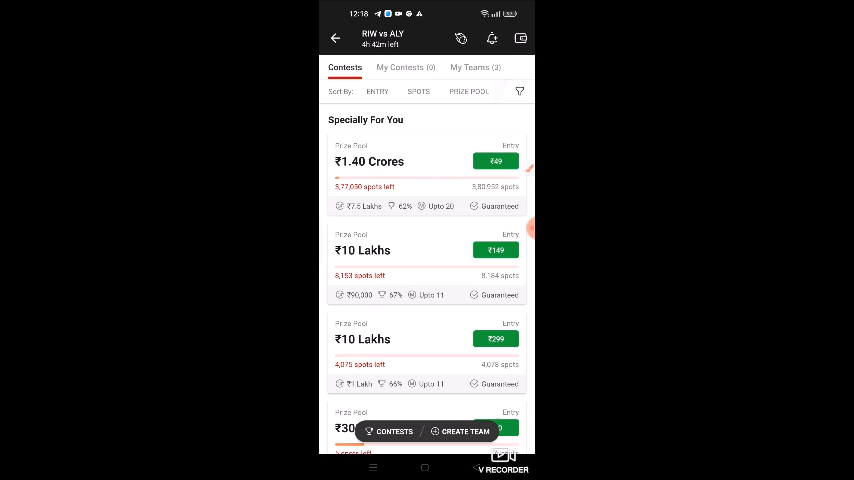 12:18
RIW vs ALY
4h 42m left
Contests My Contests (0) My Teams (3)
Sort By: ENTRY SPOTS PRIZE POOL
Specially For You
Prize Pool Entry
₹1.40 Crores ₹49
3,77,050 spots left 3,80,952 spots
₹7.5 Lakhs 62% Upto 20 Guaranteed
Prize Pool Entry
₹10 Lakhs ₹149
8,153 spots left 8,184 spots
₹90,000 67% Upto 11 Guaranteed
Prize Pool Entry
₹10 Lakhs ₹299
4,075 spots left 4,078 spots
₹1 Lakh 66% Upto 11 Guaranteed
Prize Pool Entry
CONTESTS CREATE TEAM
V RECORDER